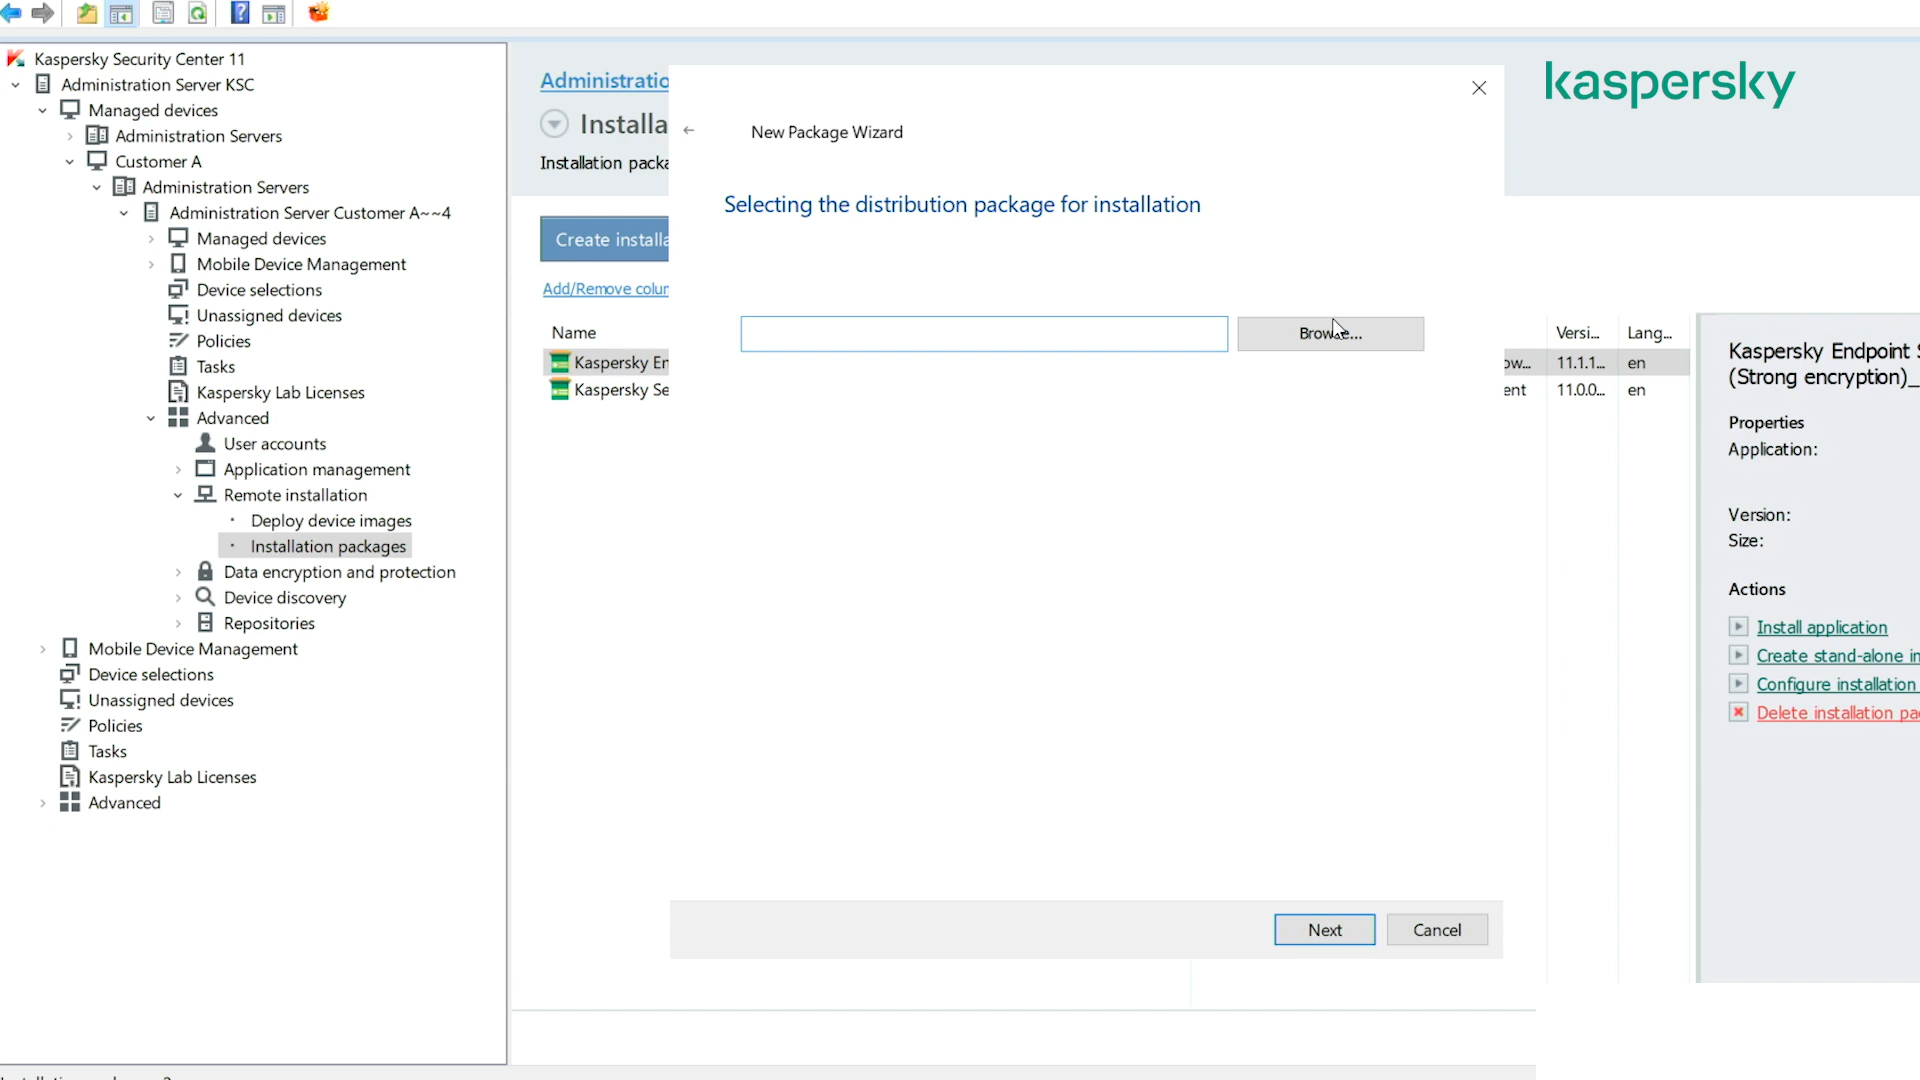 Kaspersky Security Center 11
Administration Server KSC
Managed devices
Administration Servers
Customer A
Administration Servers
Administration Server Customer A~~4
Managed devices
Mobile Device Management
Device selections
Unassigned devices
Policies
Tasks
Kaspersky Lab Licenses
Advanced
User accounts
Application management
Remote installation
Deploy device images
Installation packages
Data encryption and protection
Device discovery
Repositories
Mobile Device Management
Device selections
Unassigned devices
Policies
Tasks
Kaspersky Lab Licenses
Advanced
Administratio
Installa
Installation packa
Create installa
Add/Remove colum
Name
Kaspersky En
Kaspersky Se
New Package Wizard
Selecting the distribution package for installation
Browse...
Next
Cancel
kaspersky
Versi... Lang...
ow... 11.1.1... en
ent 11.0.0... en
Kaspersky Endpoint S
(Strong encryption)_
Properties
Application:
Version:
Size:
Actions
Install application
Create stand-alone in
Configure installation
Delete installation pac